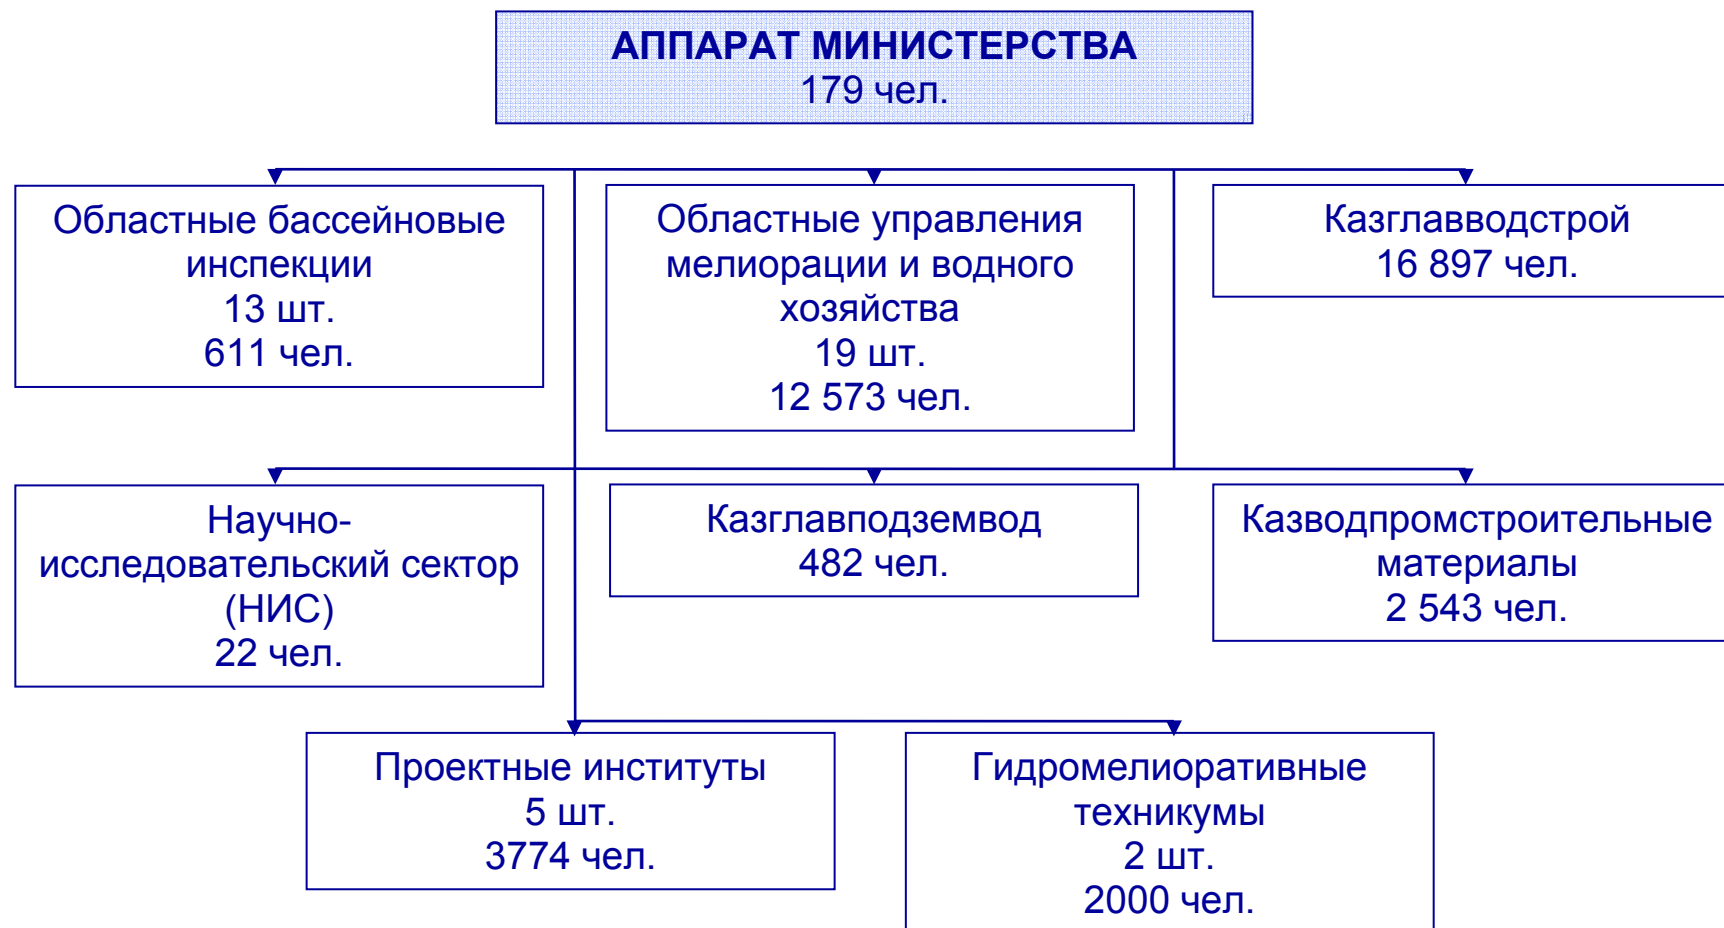 АППАРАТ МИНИСТЕРСТВА
179 чел.
Областные бассейновые
инспекции
13 шт.
611 чел.
Областные управления
мелиорации и водного
хозяйства
19 шт.
12 573 чел.
Казглавводстрой
16 897 чел.
Научно-
исследовательский сектор
(НИС)
22 чел.
Казглавподземвод
482 чел.
Казводпромстроительные
материалы
2 543 чел.
Проектные институты
5 шт.
3774 чел.
Гидромелиоративные
техникумы
2 шт.
2000 чел.